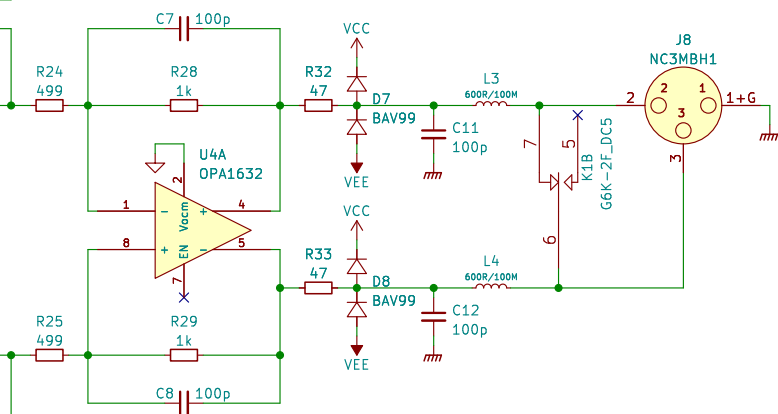 C7 100p
VCC
J8
NC3MBH1
R24
499
R28
1k
R32
47
D7
BAV99
L3
600R/100M
2
2
1
3
1+G
C11
100p
7
5
K1B
G6K-2F_DC5
3
U4A
OPA1632
2
VEE
1
- Vocm +
4
8
+ EN -
5
7
VCC
6
R33
47
D8
BAV99
L4
600R/100M
R25
499
R29
1k
C12
100p
VEE
C8 100p